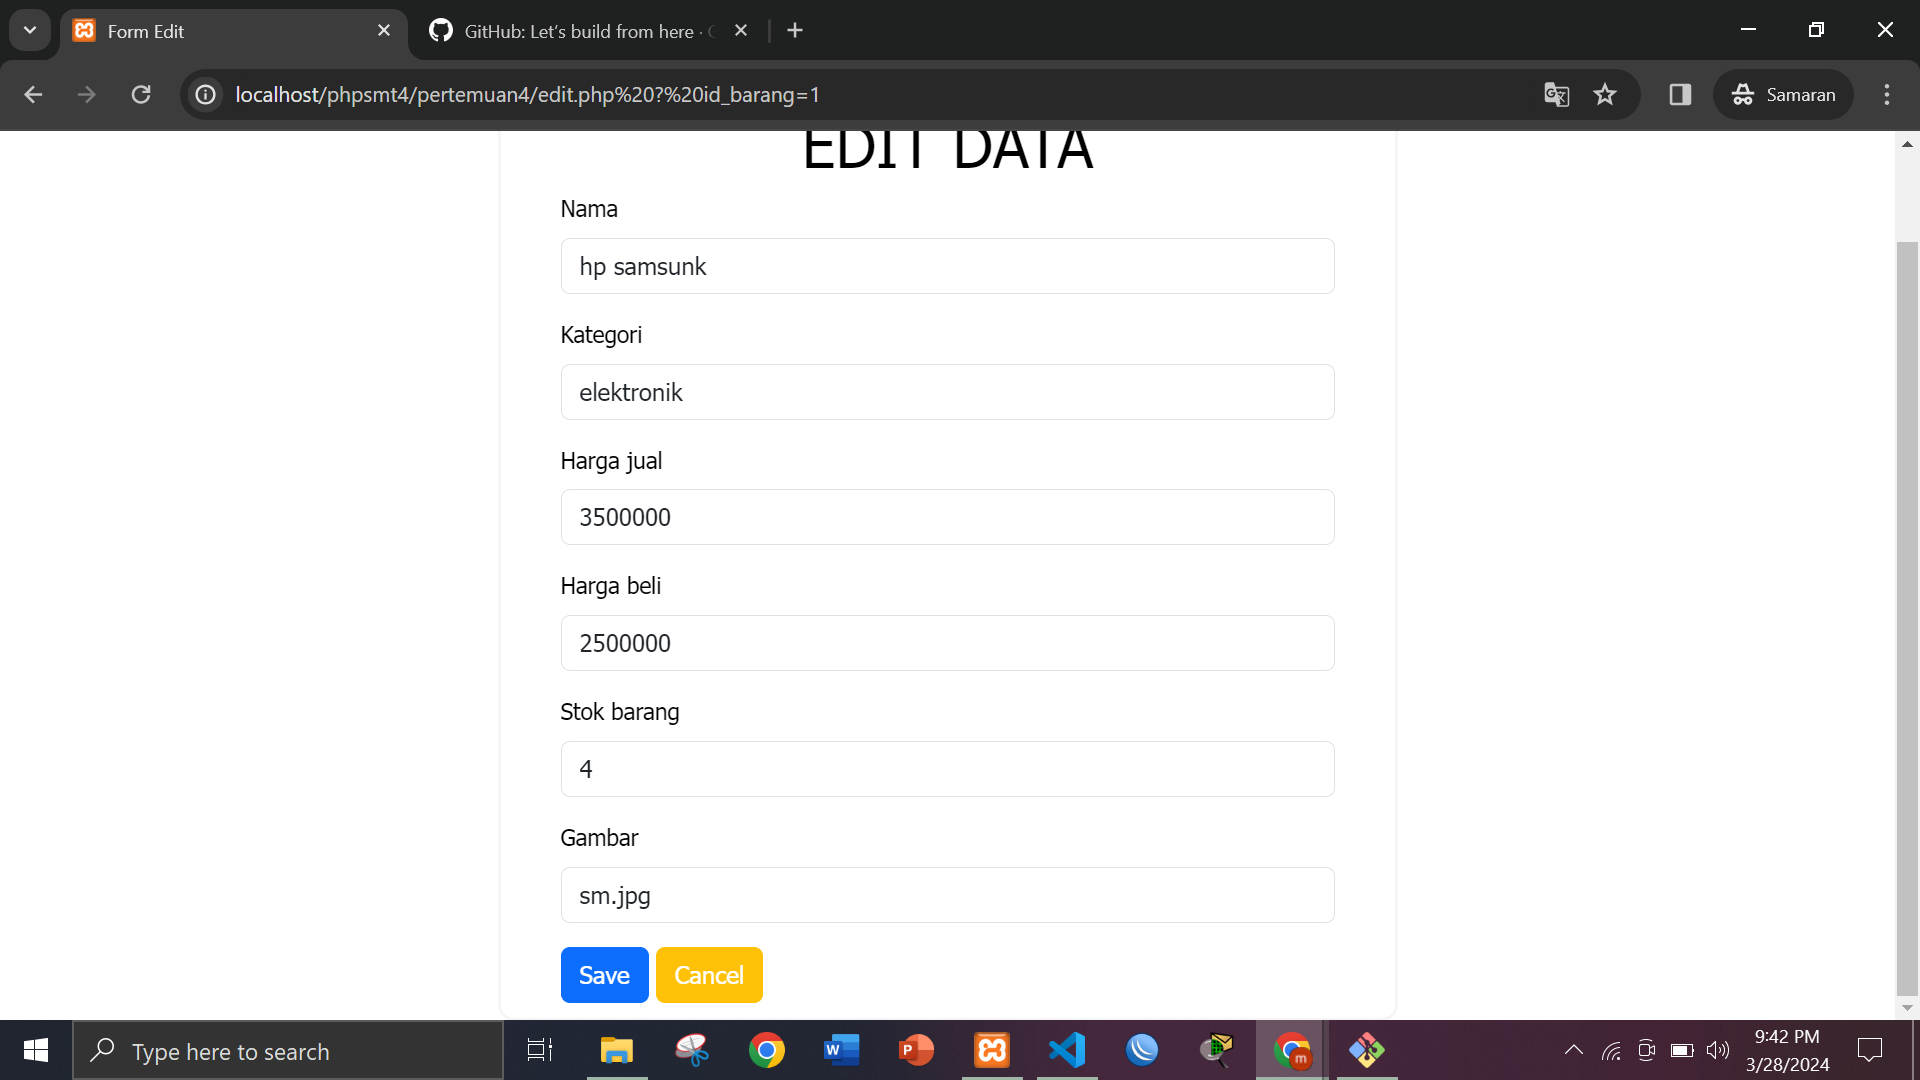 Form Edit
GitHub: Let's build from here ·
localhost/phpsmt4/pertemuan4/edit.php%20?%20id_barang=1
Samaran
EDIT DATA
Nama
hp samsunk
Kategori
elektronik
Harga jual
3500000
Harga beli
2500000
Stok barang
4
Gambar
sm.jpg
Save Cancel
Type here to search
W
P
m
9:42 PM
3/28/2024